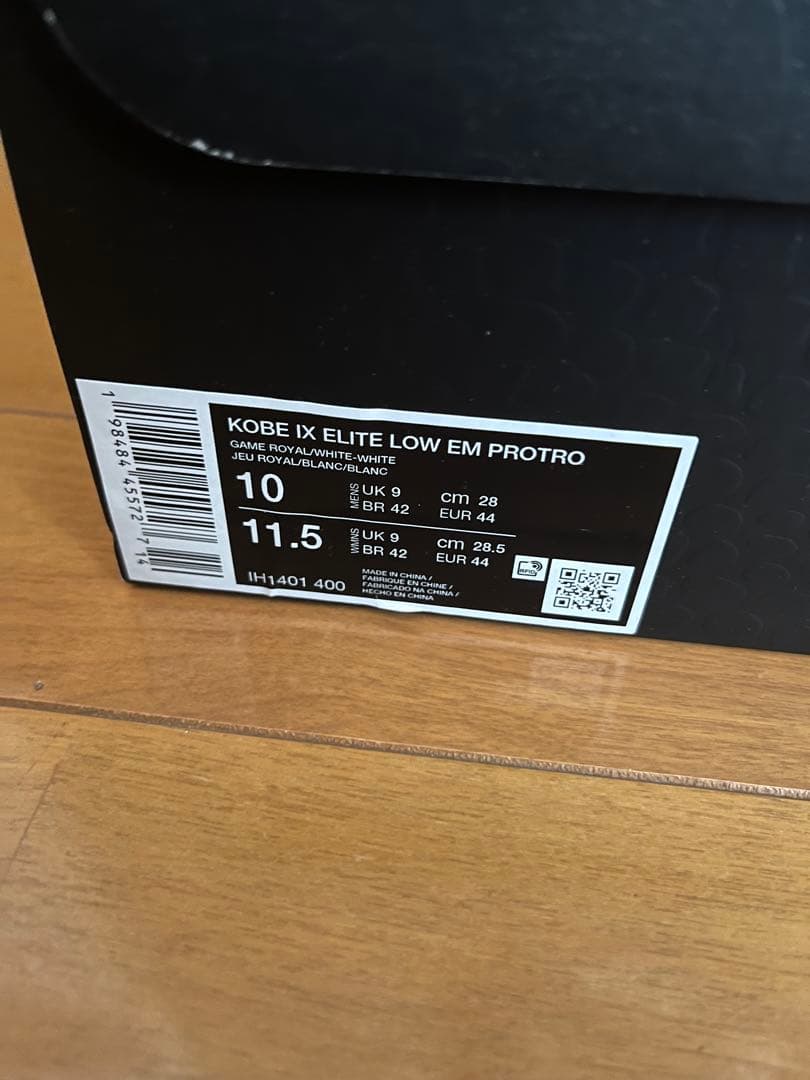 KOBE IX ELITE LOW EM PROTRO
GAME ROYAL/WHITE-WHITE
JEU ROYAL/BLANC/BLANC
10 MENS UK 9 cm 28
BR 42 EUR 44
11.5 WMNS UK 9 cm 28.5
BR 42 EUR 44
IH1401 400
MADE IN CHINA /
FABRIQUE EN CHINE /
FABRICADO NA CHINA /
HECHO EN CHINA
RFID
1 98484 45572 7 14